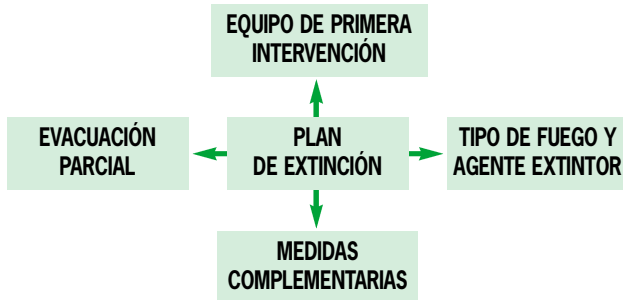 EQUIPO DE PRIMERA
INTERVENCIÓN
EVACUACIÓN
PARCIAL
PLAN
DE EXTINCIÓN
TIPO DE FUEGO Y
AGENTE EXTINTOR
MEDIDAS
COMPLEMENTARIAS